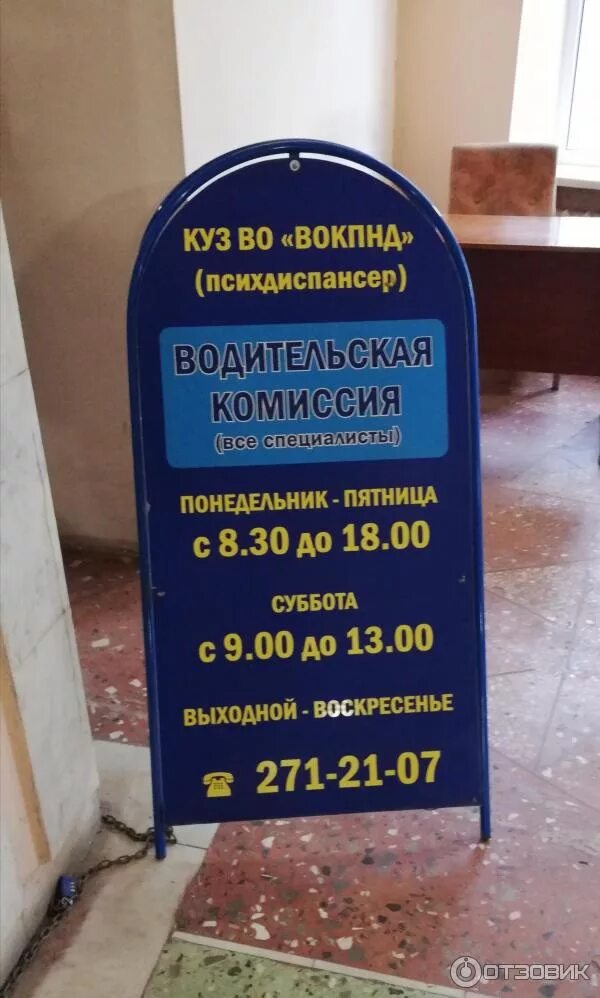 КУЗ ВО «ВОКПНД»
(психдиспансер)
ВОДИТЕЛЬСКАЯ
КОМИССИЯ
(все специалисты)
ПОНЕДЕЛЬНИК - ПЯТНИЦА
с 8.30 до 18.00
СУББОТА
с 9.00 до 13.00
ВЫХОДНОЙ - ВОСКРЕСЕНЬЕ
271-21-07
ОТЗОВИК